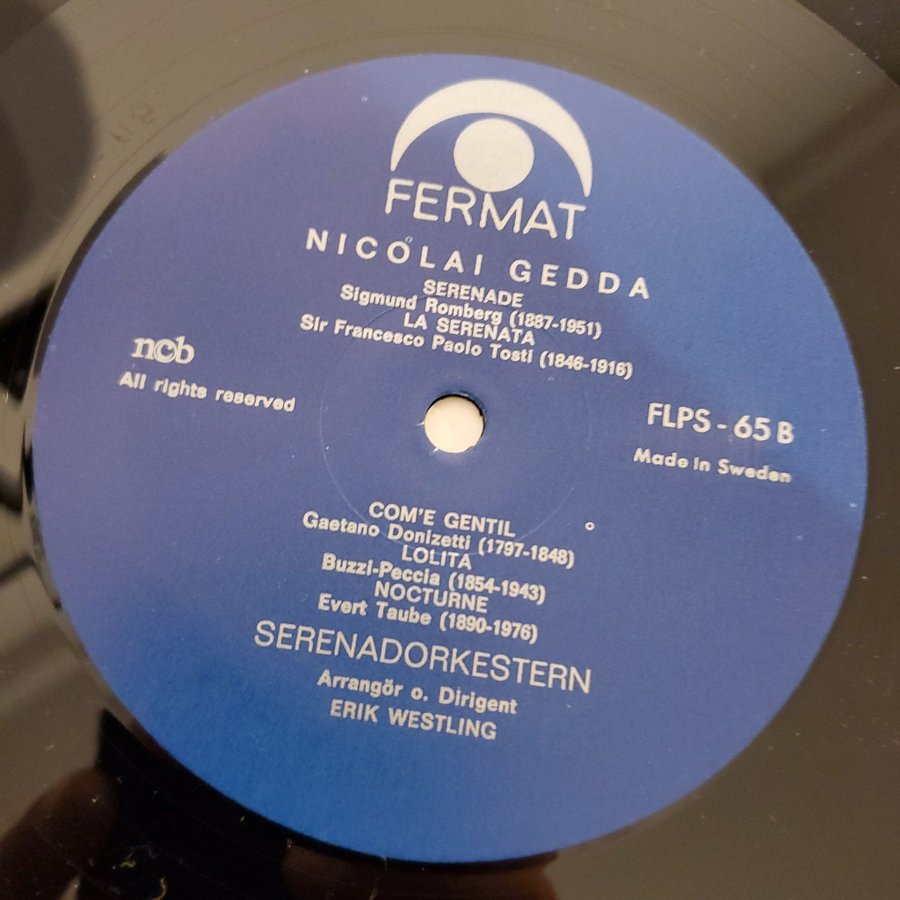 FERMAT
NICOLAI GEDDA
SERENADE
Sigmund Romberg (1887-1951)
LA SERENATA
Sir Francesco Paolo Tosti (1846-1916)
ncb
All rights reserved
FLPS - 65 B
Made in Sweden
COM'E GENTIL
Gaetano Donizetti (1797-1848)
LOLITA
Buzzi-Peccia (1854-1943)
NOCTURNE
Evert Taube (1890-1976)
SERENADORKESTERN
Arrangör o. Dirigent
ERIK WESTLING